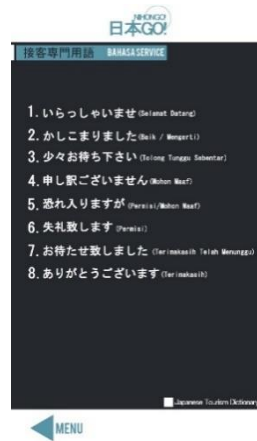 NIHONGO
日本GO!
接客専門用語 BAHASA SERVICE
1. いらっしゃいませ (Selamat Datang)
2. かしこまりました (Baik / Mengerti)
3. 少々お待ち下さい (Tolong Tunggu Sebentar)
4. 申し訳ございません (Mohon Maaf)
5. 恐れ入りますが (Permisi/Mohon Maaf)
6. 失礼致します (Permisi)
7. お待たせ致しました (Terimakasih Telah Menunggu)
8. ありがとうございます (Terimakasih)
Japanese Tourism Dictionary
MENU